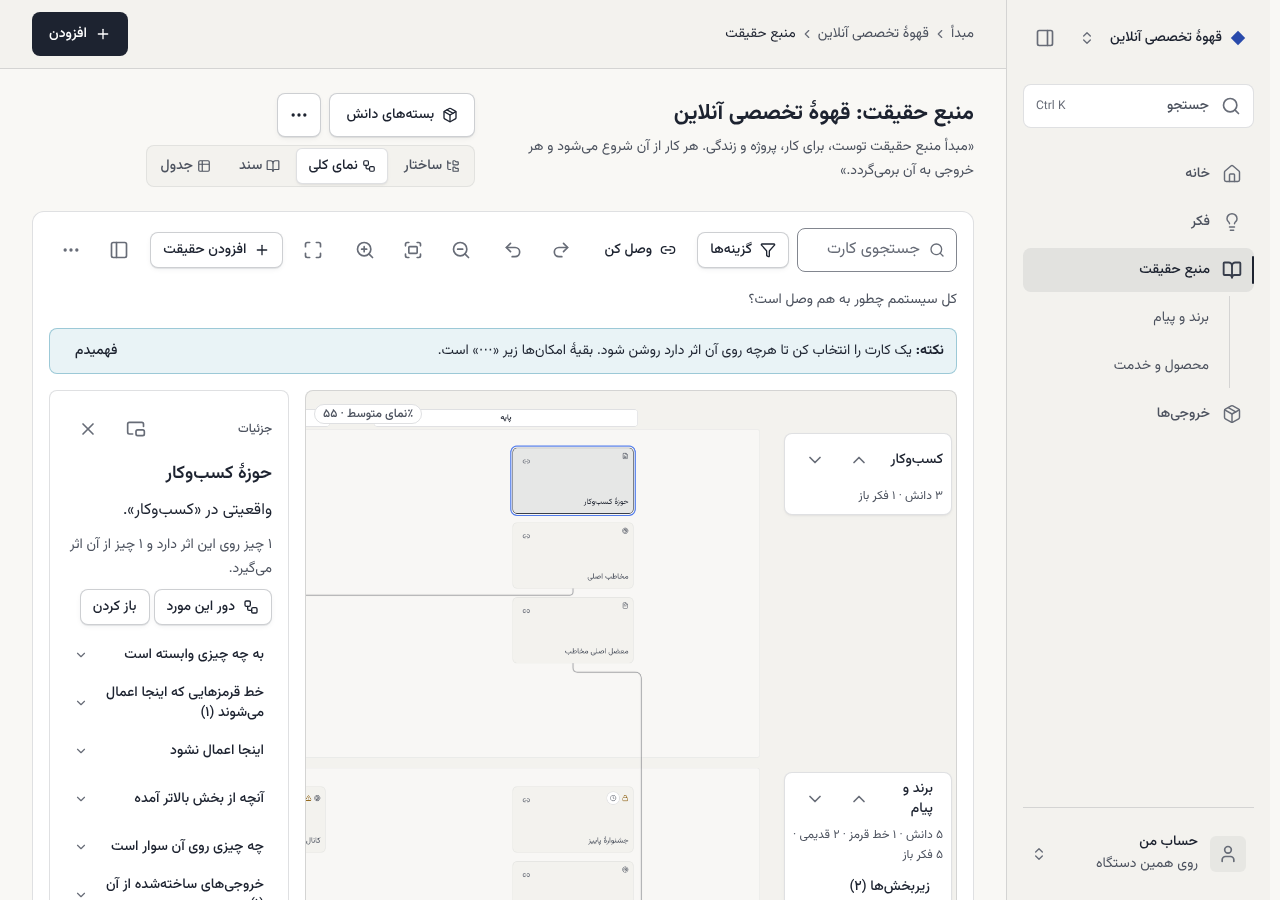 قهوهٔ تخصصی آنلاین
جستجو
Ctrl K
خانه
فکر
منبع حقیقت
برند و پیام
محصول و خدمت
خروجی‌ها
حساب من
روی همین دستگاه
مبدأ › قهوهٔ تخصصی آنلاین › منبع حقیقت
+ افزودن
منبع حقیقت: قهوهٔ تخصصی آنلاین
«مبدأ منبع حقیقت توست، برای کار، پروژه و زندگی. هر کار از آن شروع می‌شود و هر
خروجی به آن برمی‌گردد.»
بسته‌های دانش
ساختار
نمای کلی
سند
جدول
جستجوی کارت
گزینه‌ها
وصل کن
+ افزودن حقیقت
کل سیستمم چطور به هم وصل است؟
نکته: یک کارت را انتخاب کن تا هرچه روی آن اثر دارد روشن شود. بقیهٔ امکان‌ها زیر «···» است.
فهمیدم
کسب‌وکار
۳ دانش · ۱ فکر باز
برند و
پیام
۵ دانش · ۱ خط قرمز · ۲ قدیمی ·
۵ فکر باز
زیربخش‌ها (۲)
پایه
٪نمای متوسط · ۵۵
حوزهٔ کسب‌وکار
مخاطب اصلی
معضل اصلی مخاطب
جشنوارهٔ پاییز
کانال
جزئیات
حوزهٔ کسب‌وکار
واقعیتی در «کسب‌وکار».
۱ چیز روی این اثر دارد و ۱ چیز از آن اثر
می‌گیرد.
دور این مورد
باز کردن
به چه چیزی وابسته است
خط قرمزهایی که اینجا اعمال
می‌شوند (۱)
اینجا اعمال نشود
آنچه از بخش بالاتر آمده
چه چیزی روی آن سوار است
خروجی‌های ساخته‌شده از آن